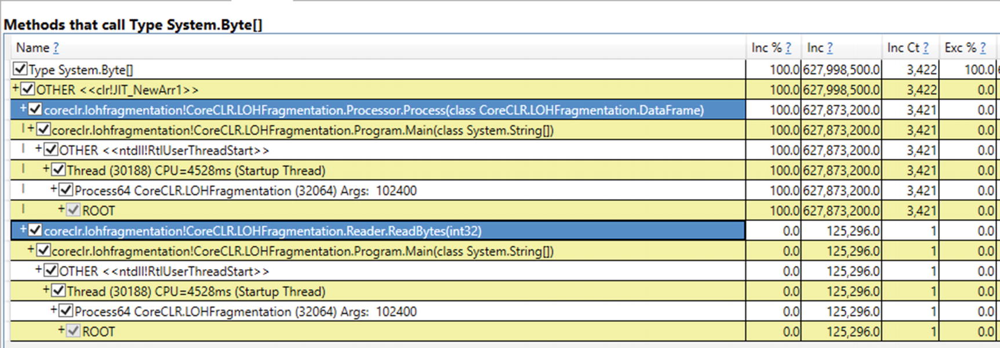 Methods that call Type System.Byte[]
Name ? Inc % ? Inc ? Inc Ct ? Exc % ?
Type System.Byte[] 100.0 627,998,500.0 3,422 100.0
+ OTHER <<clr!JIT_NewArr1>> 100.0 627,998,500.0 3,422 0.0
+ coreclr.lohfragmentation!CoreCLR.LOHFragmentation.Processor.Process(class CoreCLR.LOHFragmentation.DataFrame) 100.0 627,873,200.0 3,421 0.0
|+ coreclr.lohfragmentation!CoreCLR.LOHFragmentation.Program.Main(class System.String[]) 100.0 627,873,200.0 3,421 0.0
| + OTHER <<ntdll!RtlUserThreadStart>> 100.0 627,873,200.0 3,421 0.0
| + Thread (30188) CPU=4528ms (Startup Thread) 100.0 627,873,200.0 3,421 0.0
| + Process64 CoreCLR.LOHFragmentation (32064) Args: 102400 100.0 627,873,200.0 3,421 0.0
| + ROOT 100.0 627,873,200.0 3,421 0.0
+ coreclr.lohfragmentation!CoreCLR.LOHFragmentation.Reader.ReadBytes(int32) 0.0 125,296.0 1 0.0
+ coreclr.lohfragmentation!CoreCLR.LOHFragmentation.Program.Main(class System.String[]) 0.0 125,296.0 1 0.0
+ OTHER <<ntdll!RtlUserThreadStart>> 0.0 125,296.0 1 0.0
+ Thread (30188) CPU=4528ms (Startup Thread) 0.0 125,296.0 1 0.0
+ Process64 CoreCLR.LOHFragmentation (32064) Args: 102400 0.0 125,296.0 1 0.0
+ ROOT 0.0 125,296.0 1 0.0